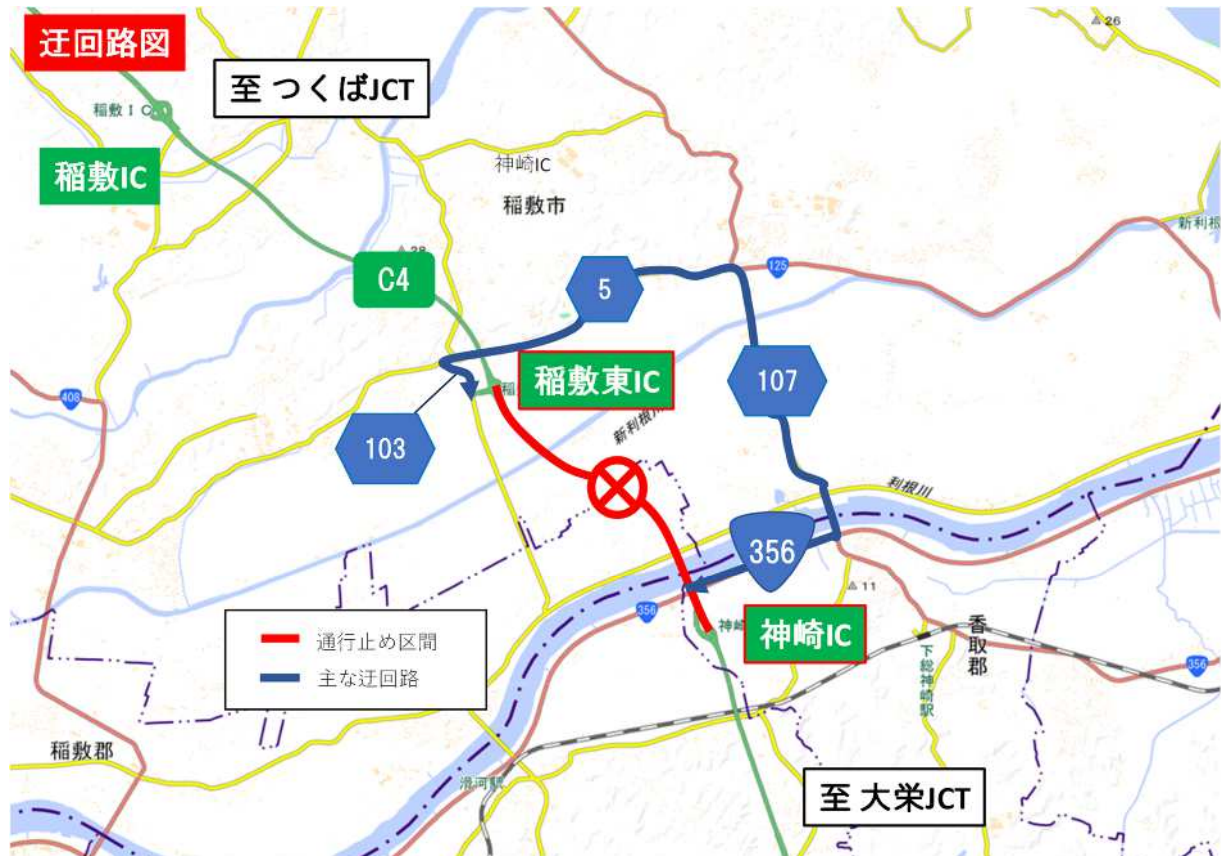 迂回路図
26
至 つくばJCT
稲敷IC
稲敷IC
神崎IC
稲敷市
新利根
28
C4
5
125
稲敷東IC
107
408
103
新利根川
利根川
356
11
356
神崎
神崎IC
香取郡
下総神崎駅
356
通行止め区間
主な迂回路
稲敷郡
滑河駅
至 大栄JCT